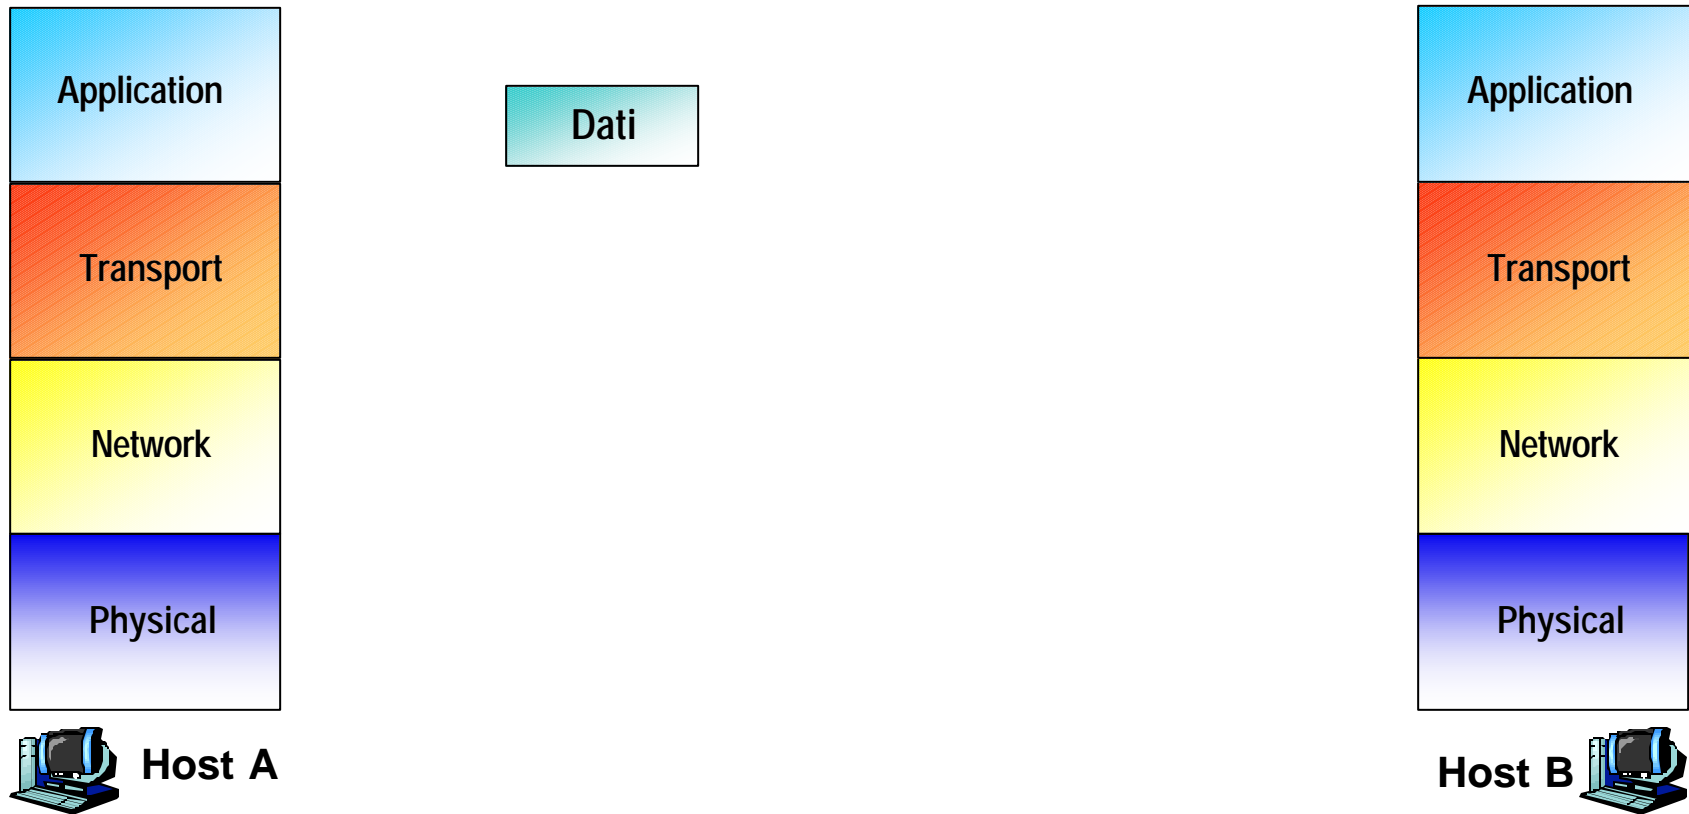 Application
Transport
Network
Physical
Host A
Dati
Application
Transport
Network
Physical
Host B